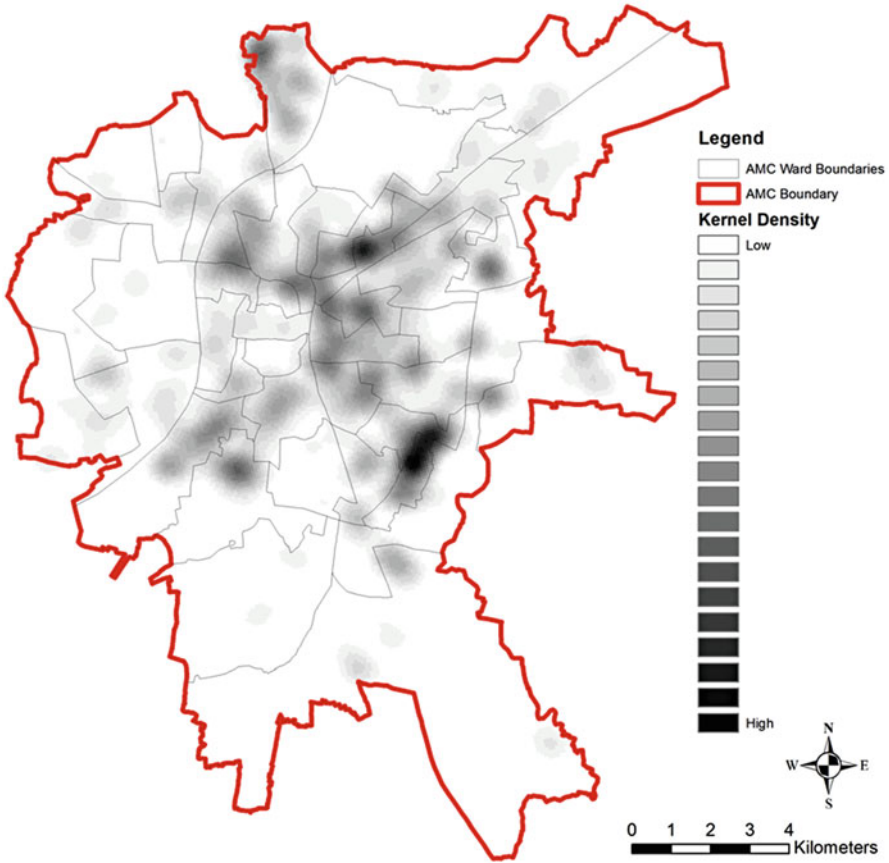 Legend
AMC Ward Boundaries
AMC Boundary
Kernel Density
Low
High
N
W E
S
0 1 2 3 4
Kilometers